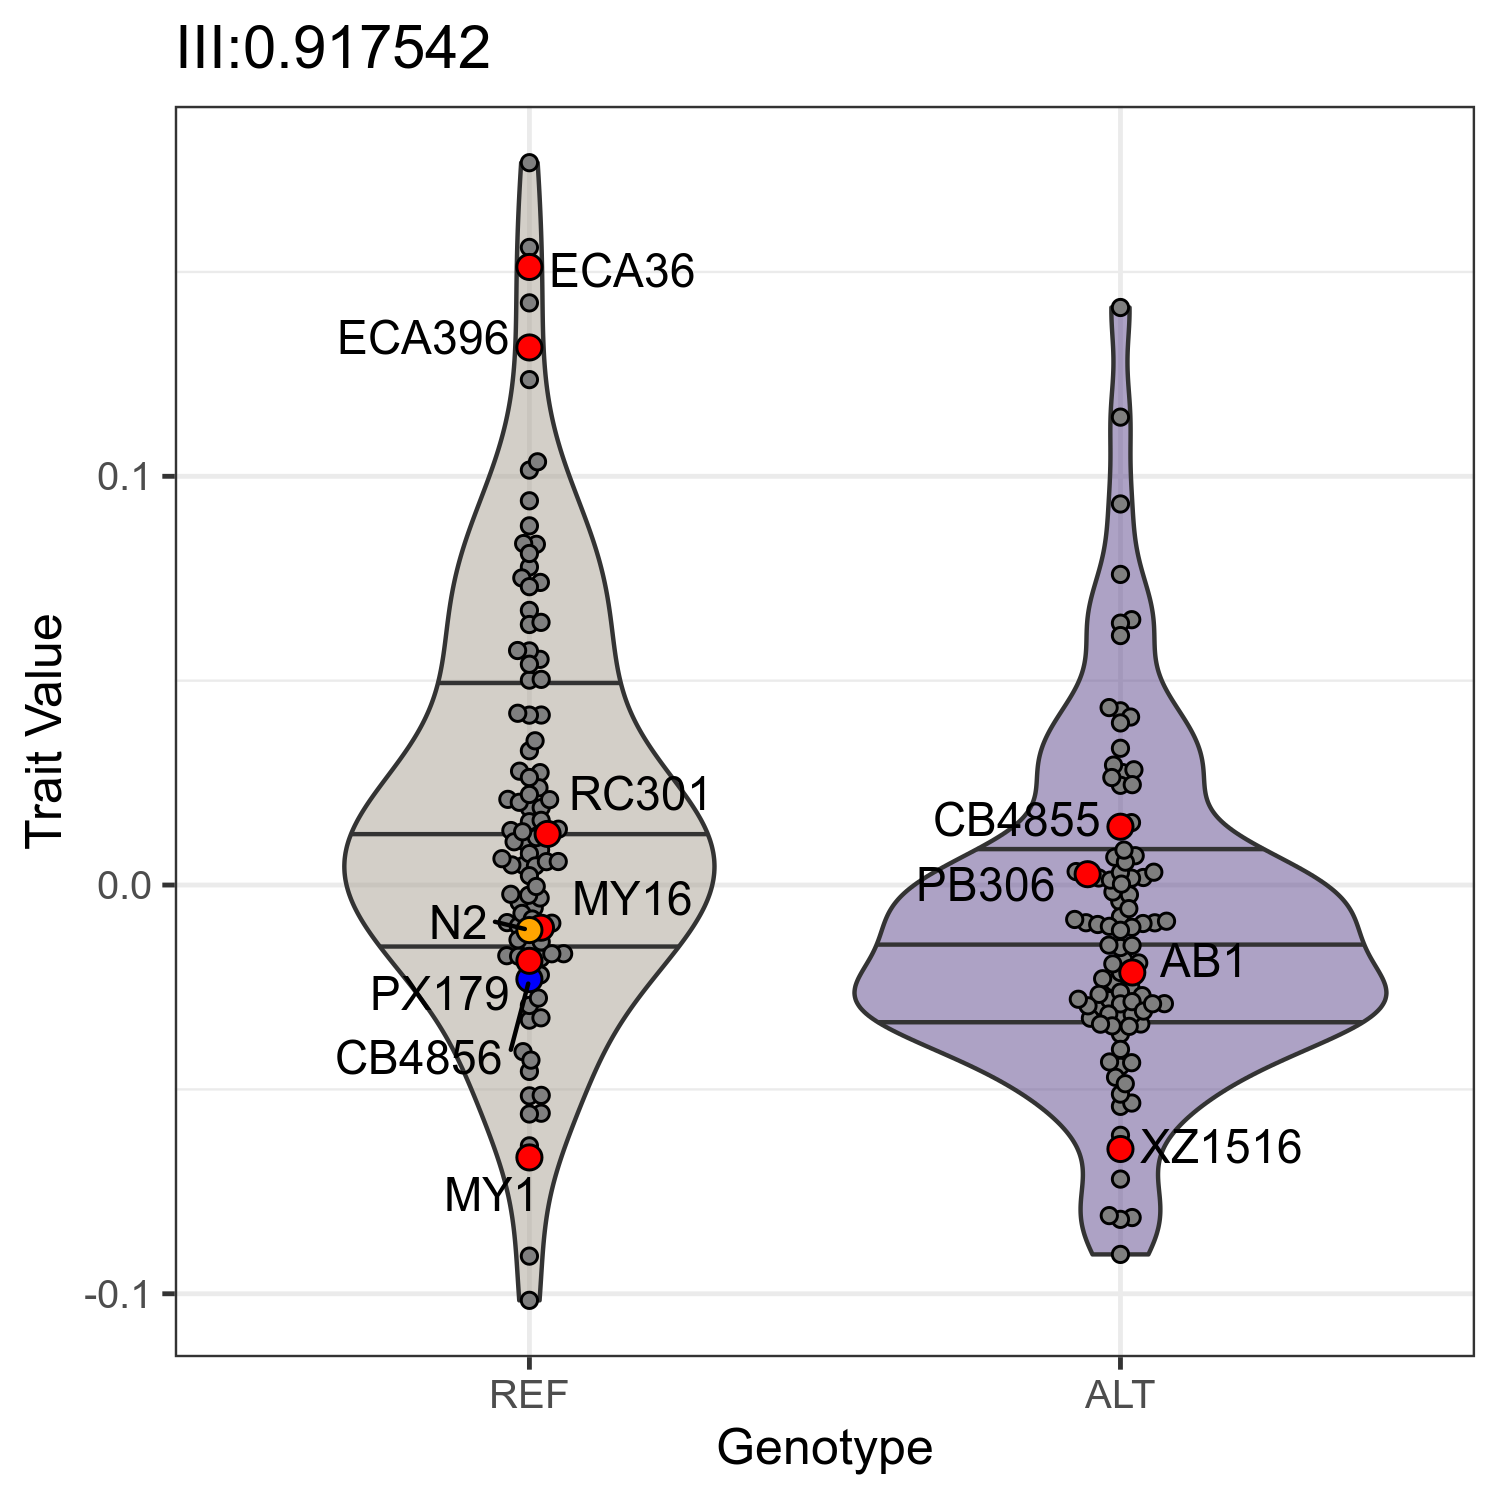 III:0.917542
ECA36
ECA396
0.1
RC301
CB4855
0.0
PB306
MY16
N2
AB1
PX179
CB4856
XZ1516
MY1
-0.1
Trait Value
REF
ALT
Genotype